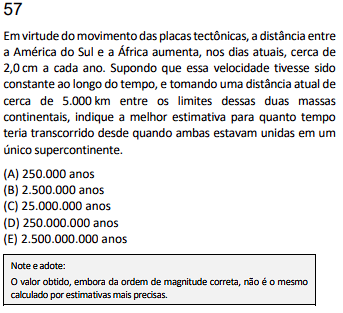 57
Em virtude do movimento das placas tectônicas, a distância entre
a América do Sul e a África aumenta, nos dias atuais, cerca de
2,0 cm a cada ano. Supondo que essa velocidade tivesse sido
constante ao longo do tempo, e tomando uma distância atual de
cerca de 5.000 km entre os limites dessas duas massas
continentais, indique a melhor estimativa para quanto tempo
teria transcorrido desde quando ambas estavam unidas em um
único supercontinente.
(A) 250.000 anos
(B) 2.500.000 anos
(C) 25.000.000 anos
(D) 250.000.000 anos
(E) 2.500.000.000 anos
Note e adote:
O valor obtido, embora da ordem de magnitude correta, não é o mesmo
calculado por estimativas mais precisas.